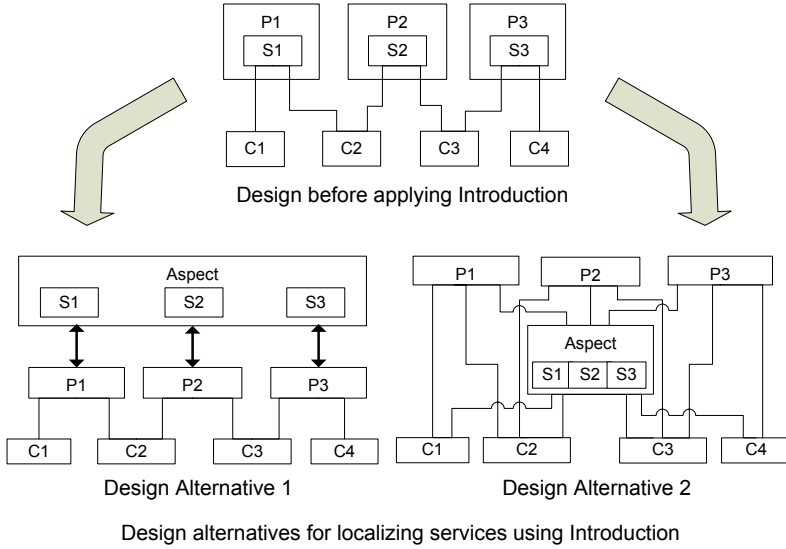 P1 P2 P3
S1 S2 S3
C1 C2 C3 C4
Design before applying Introduction
Aspect
S1 S2 S3
P1 P2 P3
C1 C2 C3 C4
Design Alternative 1
P1 P2 P3
Aspect
S1 S2 S3
C1 C2 C3 C4
Design Alternative 2
Design alternatives for localizing services using Introduction